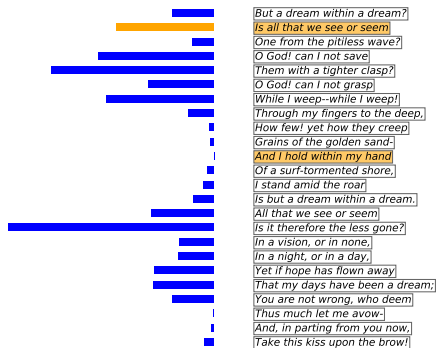 But a dream within a dream?
Is all that we see or seem
One from the pitiless wave?
O God! can I not save
Them with a tighter clasp?
O God! can I not grasp
While I weep--while I weep!
Through my fingers to the deep,
How few! yet how they creep
Grains of the golden sand-
And I hold within my hand
Of a surf-tormented shore,
I stand amid the roar
Is but a dream within a dream.
All that we see or seem
Is it therefore the less gone?
In a vision, or in none,
In a night, or in a day,
Yet if hope has flown away
That my days have been a dream;
You are not wrong, who deem
Thus much let me avow-
And, in parting from you now,
Take this kiss upon the brow!